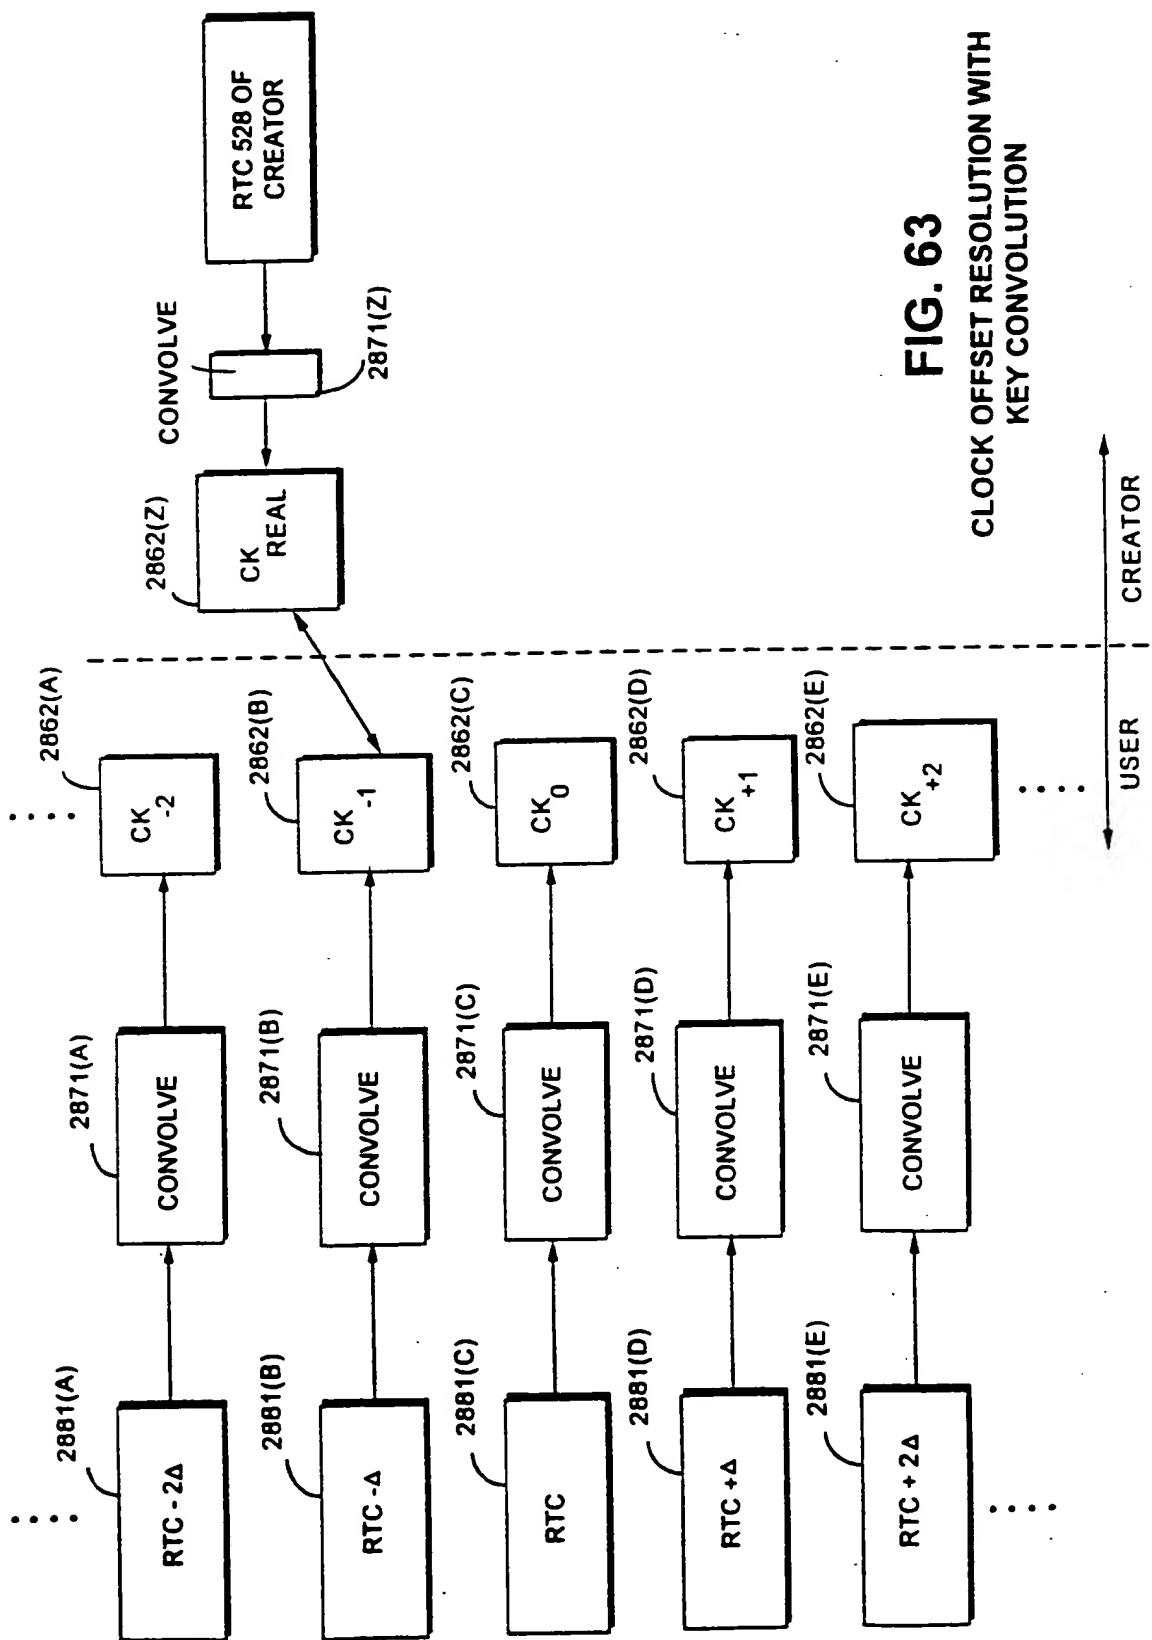 2881(A)
RTC - 2Δ
2871(A)
CONVOLVE
2862(A)
CK -2
2881(B)
RTC -Δ
2871(B)
CONVOLVE
2862(B)
CK -1
2881(C)
RTC
2871(C)
CONVOLVE
2862(C)
CK 0
2881(D)
RTC +Δ
2871(D)
CONVOLVE
2862(D)
CK +1
2881(E)
RTC + 2Δ
2871(E)
CONVOLVE
2862(E)
CK +2
2862(Z)
CK REAL
CONVOLVE
2871(Z)
RTC 528 OF
CREATOR
USER
CREATOR
FIG. 63
CLOCK OFFSET RESOLUTION WITH
KEY CONVOLUTION